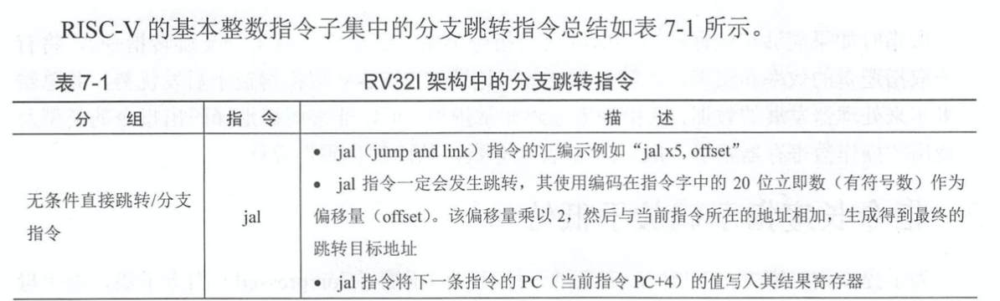 RISC-V 的基本整数指令子集中的分支跳转指令总结如表 7-1 所示。
表 7-1 RV32I 架构中的分支跳转指令
分 组 指 令 描 述
• jal（jump and link）指令的汇编示例如“jal x5, offset”
• jal 指令一定会发生跳转，其使用编码在指令字中的 20 位立即数（有符号数）作为
无条件直接跳转/分支
指令
jal
偏移量（offset）。该偏移量乘以 2，然后与当前指令所在的地址相加，生成得到最终的
跳转目标地址
• jal 指令将下一条指令的 PC（当前指令 PC+4）的值写入其结果寄存器